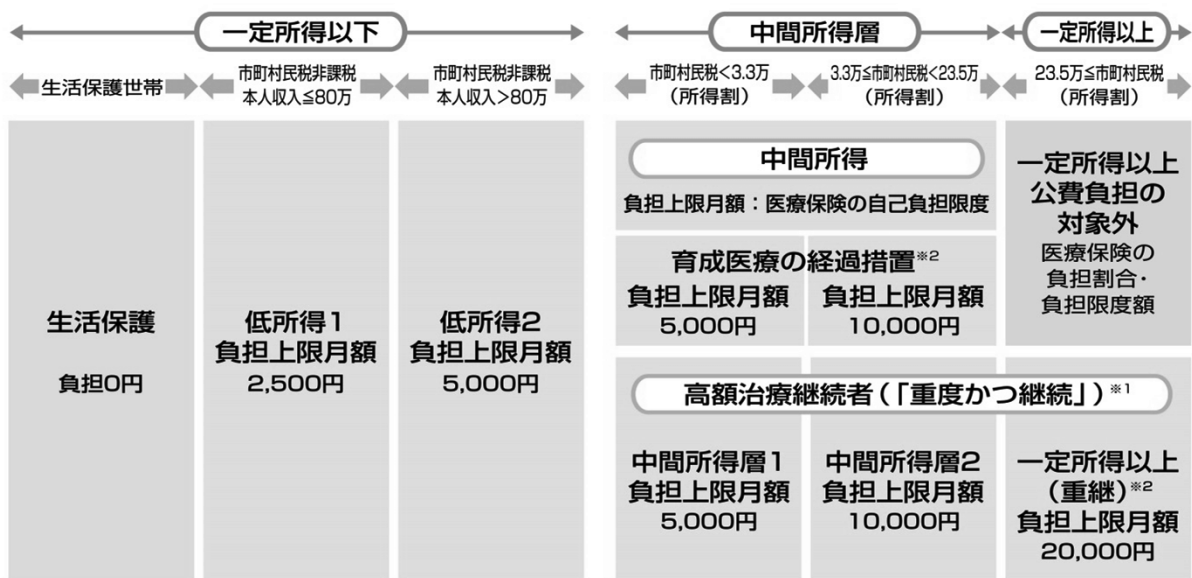 一定所得以下
中間所得層
一定所得以上
生活保護世帯
市町村民税非課税
本人収入≦80万
市町村民税非課税
本人収入>80万
市町村民税<3.3万
(所得割)
3.3万≦市町村民税<23.5万
(所得割)
23.5万≦市町村民税
(所得割)
生活保護
負担0円
低所得1
負担上限月額
2,500円
低所得2
負担上限月額
5,000円
中間所得
負担上限月額:医療保険の自己負担限度
育成医療の経過措置※2
負担上限月額
5,000円
負担上限月額
10,000円
一定所得以上
公費負担の
対象外
医療保険の
負担割合・
負担限度額
高額治療継続者(「重度かつ継続」)※1
中間所得層1
負担上限月額
5,000円
中間所得層2
負担上限月額
10,000円
一定所得以上
(重継)※2
負担上限月額
20,000円